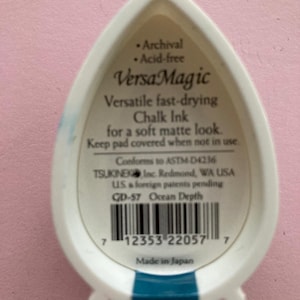 • Archival
• Acid-free
VersaMagic
Versatile fast-drying
Chalk Ink
for a soft matte look.
Keep pad covered when not in use.
Conforms to ASTM-D4236
TSUKINEKO Inc. Redmond, WA USA
U.S. & foreign patents pending
GD-57 Ocean Depth
7 12353 22057 7
Made in Japan